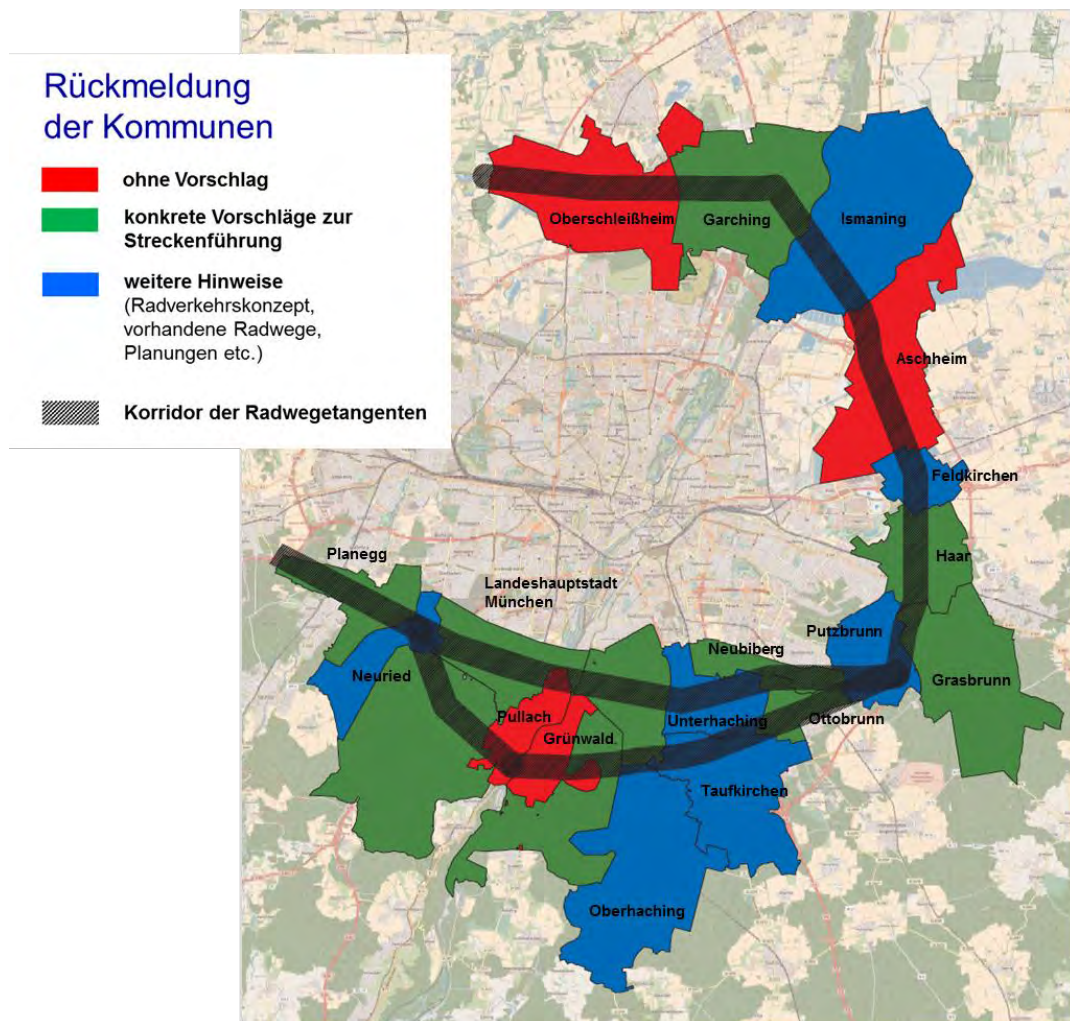 Rückmeldung
der Kommunen
ohne Vorschlag
konkrete Vorschläge zur
Streckenführung
weitere Hinweise
(Radverkehrskonzept,
vorhandene Radwege,
Planungen etc.)
Korridor der Radwegetangenten
Oberschleißheim
Garching
Ismaning
Aschheim
Feldkirchen
Haar
Planegg
Landeshauptstadt
München
Putzbrunn
Neubiberg
Neuried
Grasbrunn
Pullach
Unterhaching
Ottobrunn
Grünwald
Taufkirchen
Oberhaching